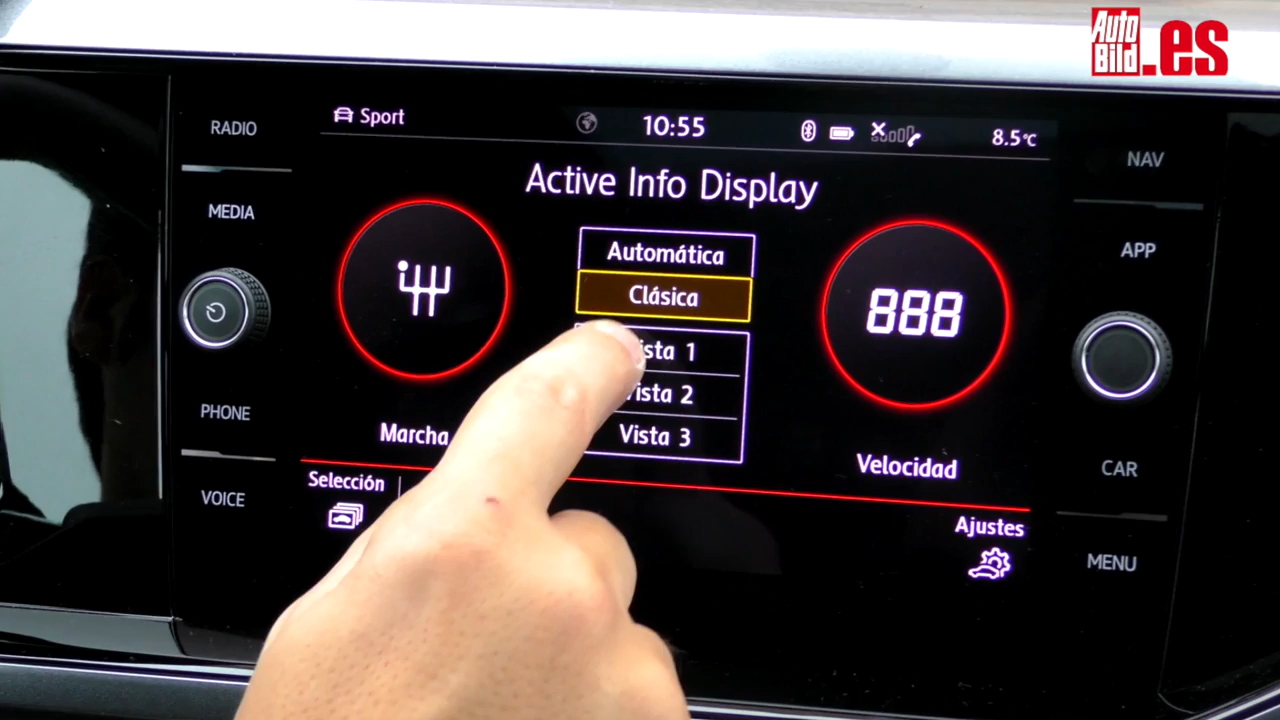 Auto
Bild
.es
RADIO
MEDIA
PHONE
VOICE
Sport
10:55
8.5°C
Active Info Display
Automática
Clásica
Vista 1
Vista 2
Vista 3
888
Marcha
Velocidad
Selección
Ajustes
NAV
APP
CAR
MENU